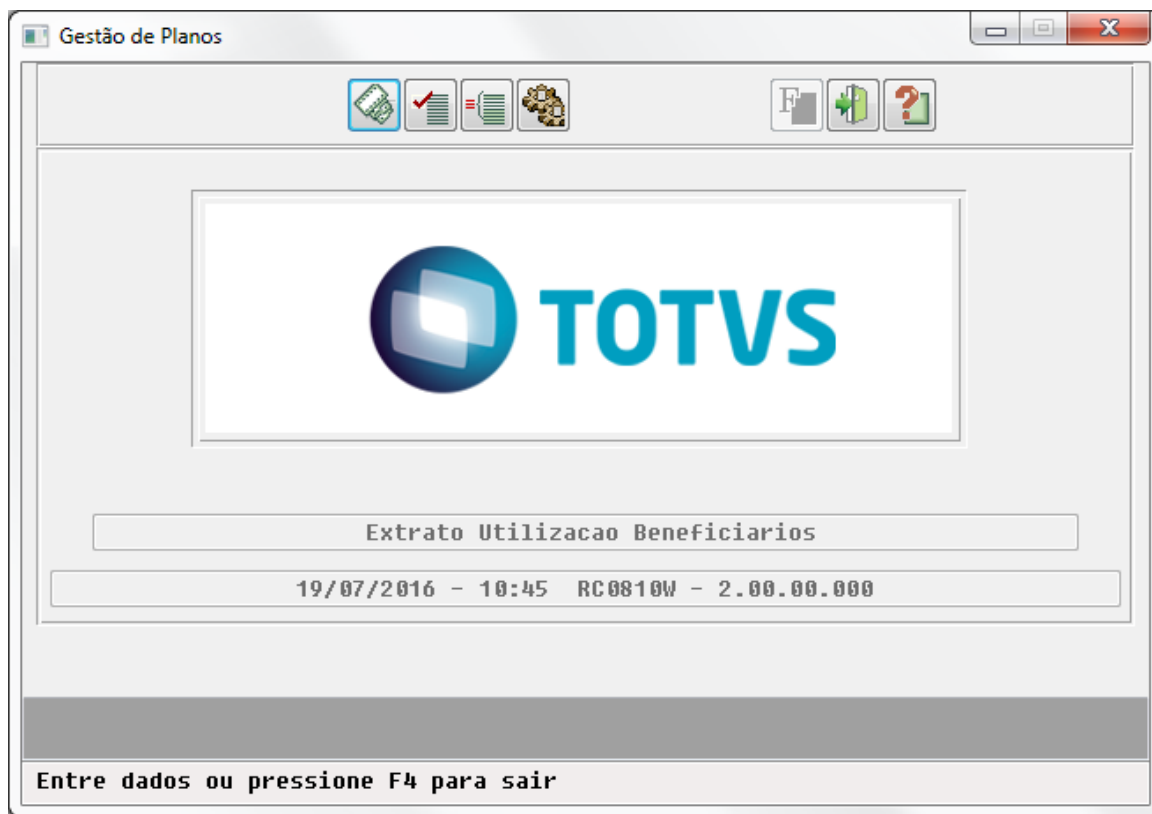 Gestão de Planos
F
TOTVS
Extrato Utilizacao Beneficiarios
19/07/2016 - 10:45 RC0810W - 2.00.00.000
Entre dados ou pressione F4 para sair